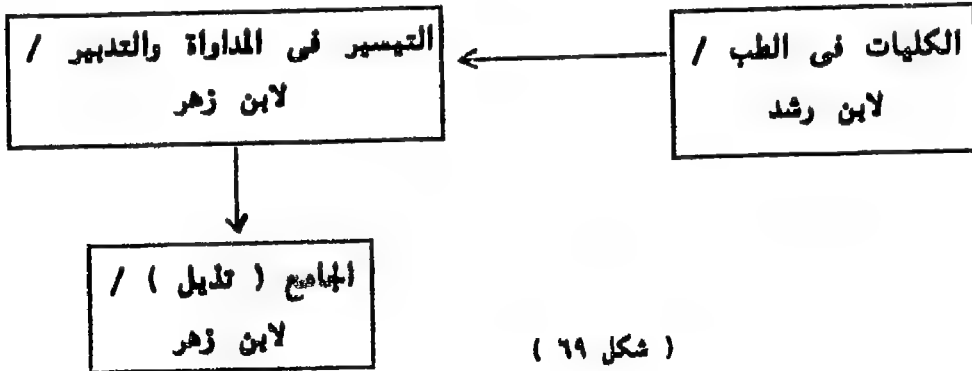 الكليات فى الطب /
لابن رشد
التيسير فى المداواة والتدبير /
لابن زهر
الجامع ( تذيل ) /
لابن زهر
( شكل ٦٩ )